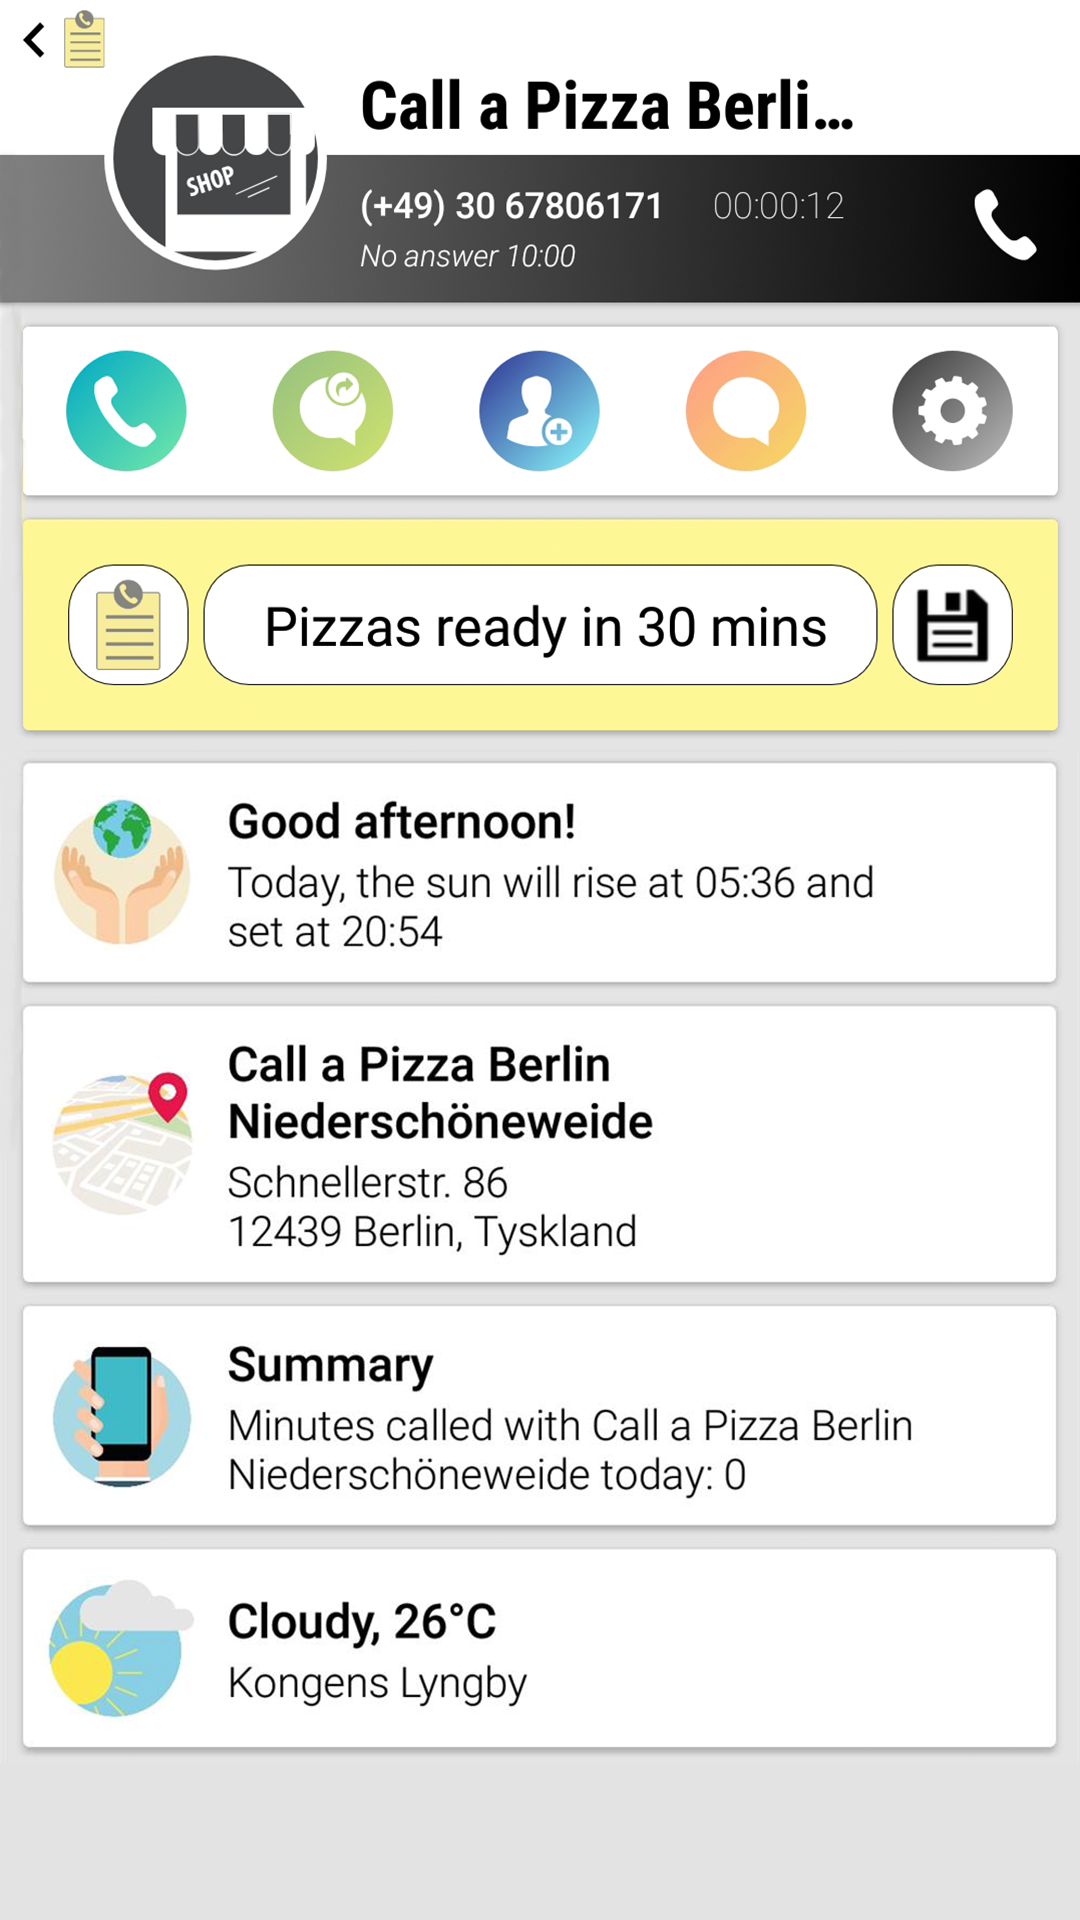 Call a Pizza Berli...
SHOP
(+49) 30 67806171 00:00:12
No answer 10:00
Pizzas ready in 30 mins
Good afternoon!
Today, the sun will rise at 05:36 and
set at 20:54
Call a Pizza Berlin
Niederschöneweide
Schnellerstr. 86
12439 Berlin, Tyskland
Summary
Minutes called with Call a Pizza Berlin
Niederschöneweide today: 0
Cloudy, 26°C
Kongens Lyngby